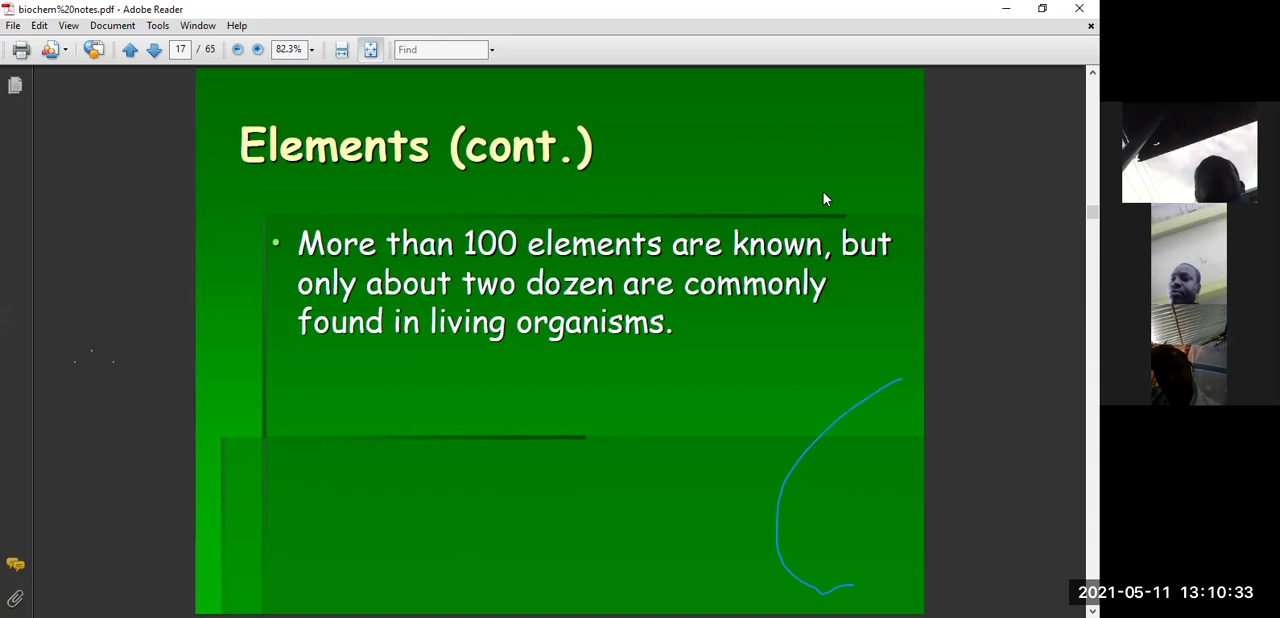 biochem%20notes.pdf - Adobe Reader
File Edit View Document Tools Window Help
17 / 65 82.3% Find
Elements (cont.)
• More than 100 elements are known, but
only about two dozen are commonly
found in living organisms.
2021-05-11 13:10:33